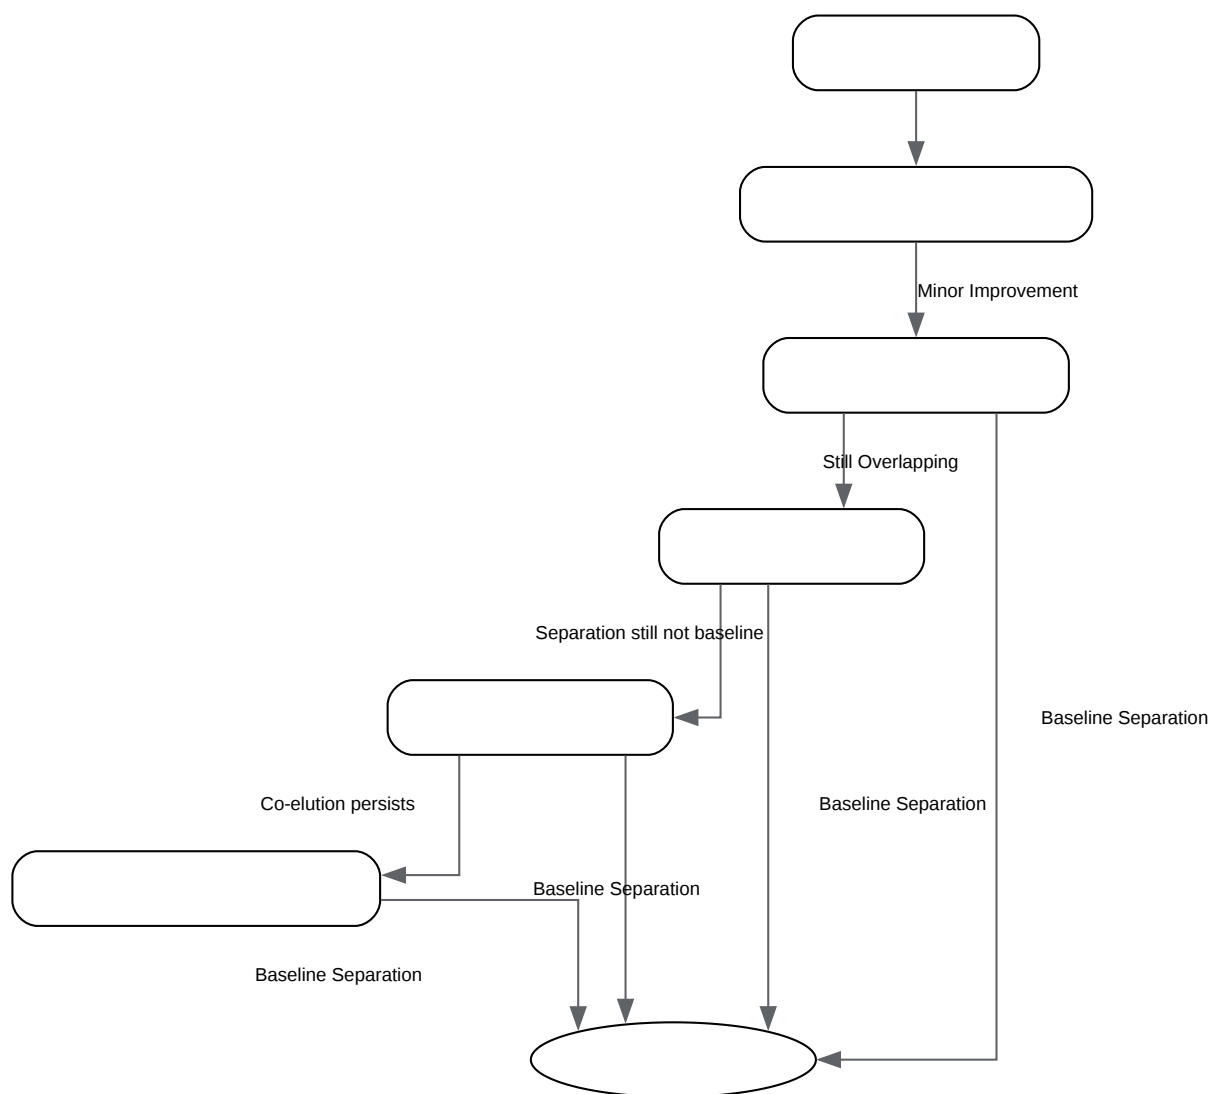 Minor Improvement
Still Overlapping
Separation still not baseline
Baseline Separation
Co-elution persists
Baseline Separation
Baseline Separation
Baseline Separation